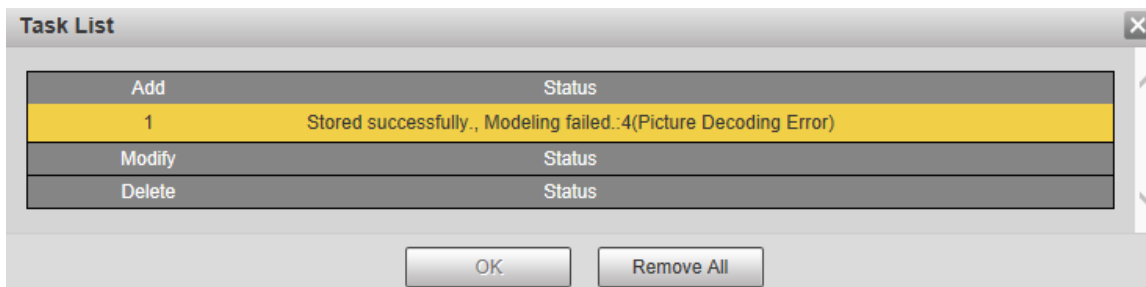 Task List
Add Status
1 Stored successfully., Modeling failed.:4(Picture Decoding Error)
Modify Status
Delete Status
OK Remove All